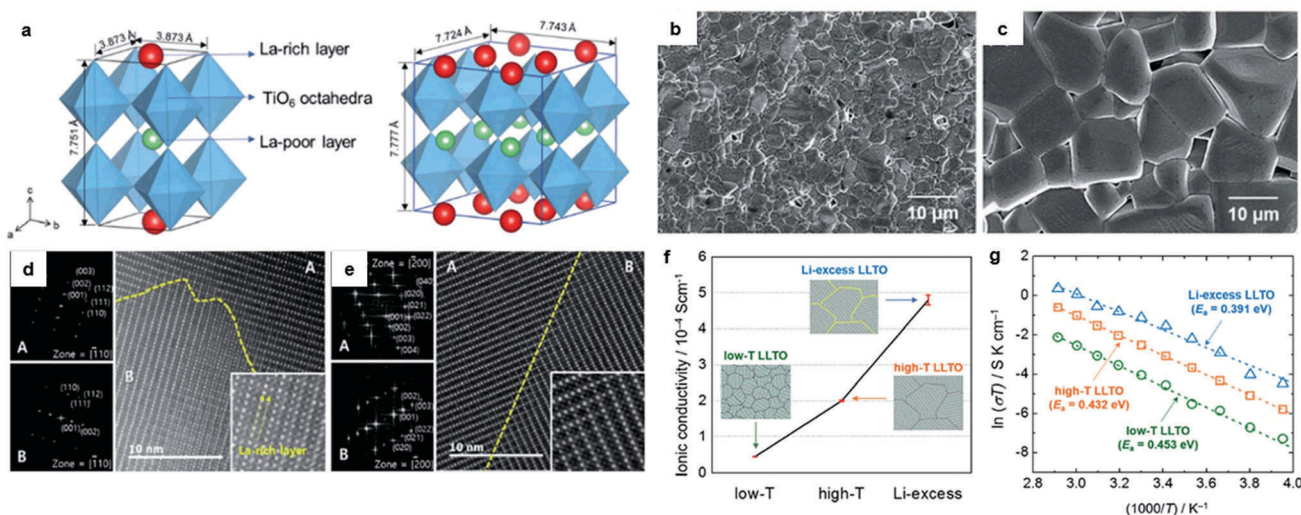 a
3.873 Å
3.873 Å
7.751 Å
La-rich layer
TiO6 octahedra
La-poor layer
c
a
b
7.724 Å
7.743 Å
7.777 Å
b
10 µm
c
10 µm
d
(003)
(002)
(001)
(112)
(111)
(110)
A
Zone = [1̄10]
(110)
(112)
(111)
(001)
(002)
B
Zone = [1̄10]
A
B
10 nm
La-rich-layer
e
Zone = [2̄00]
(040)
(020)
(021)
(022)
(001)
(002)
(003)
(004)
A
(002)
(003)
(001)
(022)
(021)
(020)
B
Zone = [2̄00]
A
B
10 nm
f
Ionic conductivity / 10⁻⁴ Scm⁻¹
6
5
4
3
2
1
0
Li-excess LLTO
low-T LLTO
high-T LLTO
low-T
high-T
Li-excess
g
ln (σT) / S K cm⁻¹
0
-2
-4
-6
-8
Li-excess LLTO
(Ea = 0.391 eV)
high-T LLTO
(Ea = 0.432 eV)
low-T LLTO
(Ea = 0.453 eV)
3.0
3.2
3.4
3.6
3.8
4.0
(1000/T) / K⁻¹